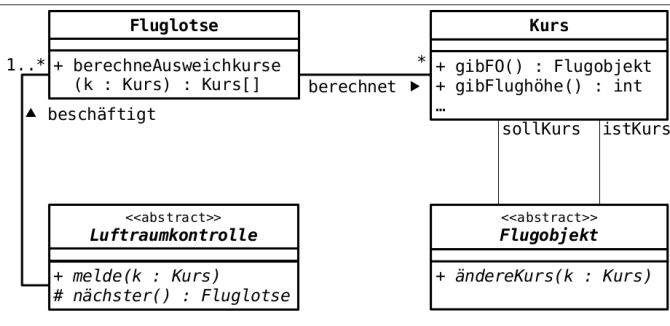 Fluglotse
1..*
+ berechneAusweichkurse
(k : Kurs) : Kurs[]
berechnet ▶
*
Kurs
+ gibFO() : Flugobjekt
+ gibFlughöhe() : int
…
▲ beschäftigt
sollKurs
istKurs
<<abstract>>
Luftraumkontrolle
+ melde(k : Kurs)
# nächster() : Fluglotse
<<abstract>>
Flugobjekt
+ ändereKurs(k : Kurs)